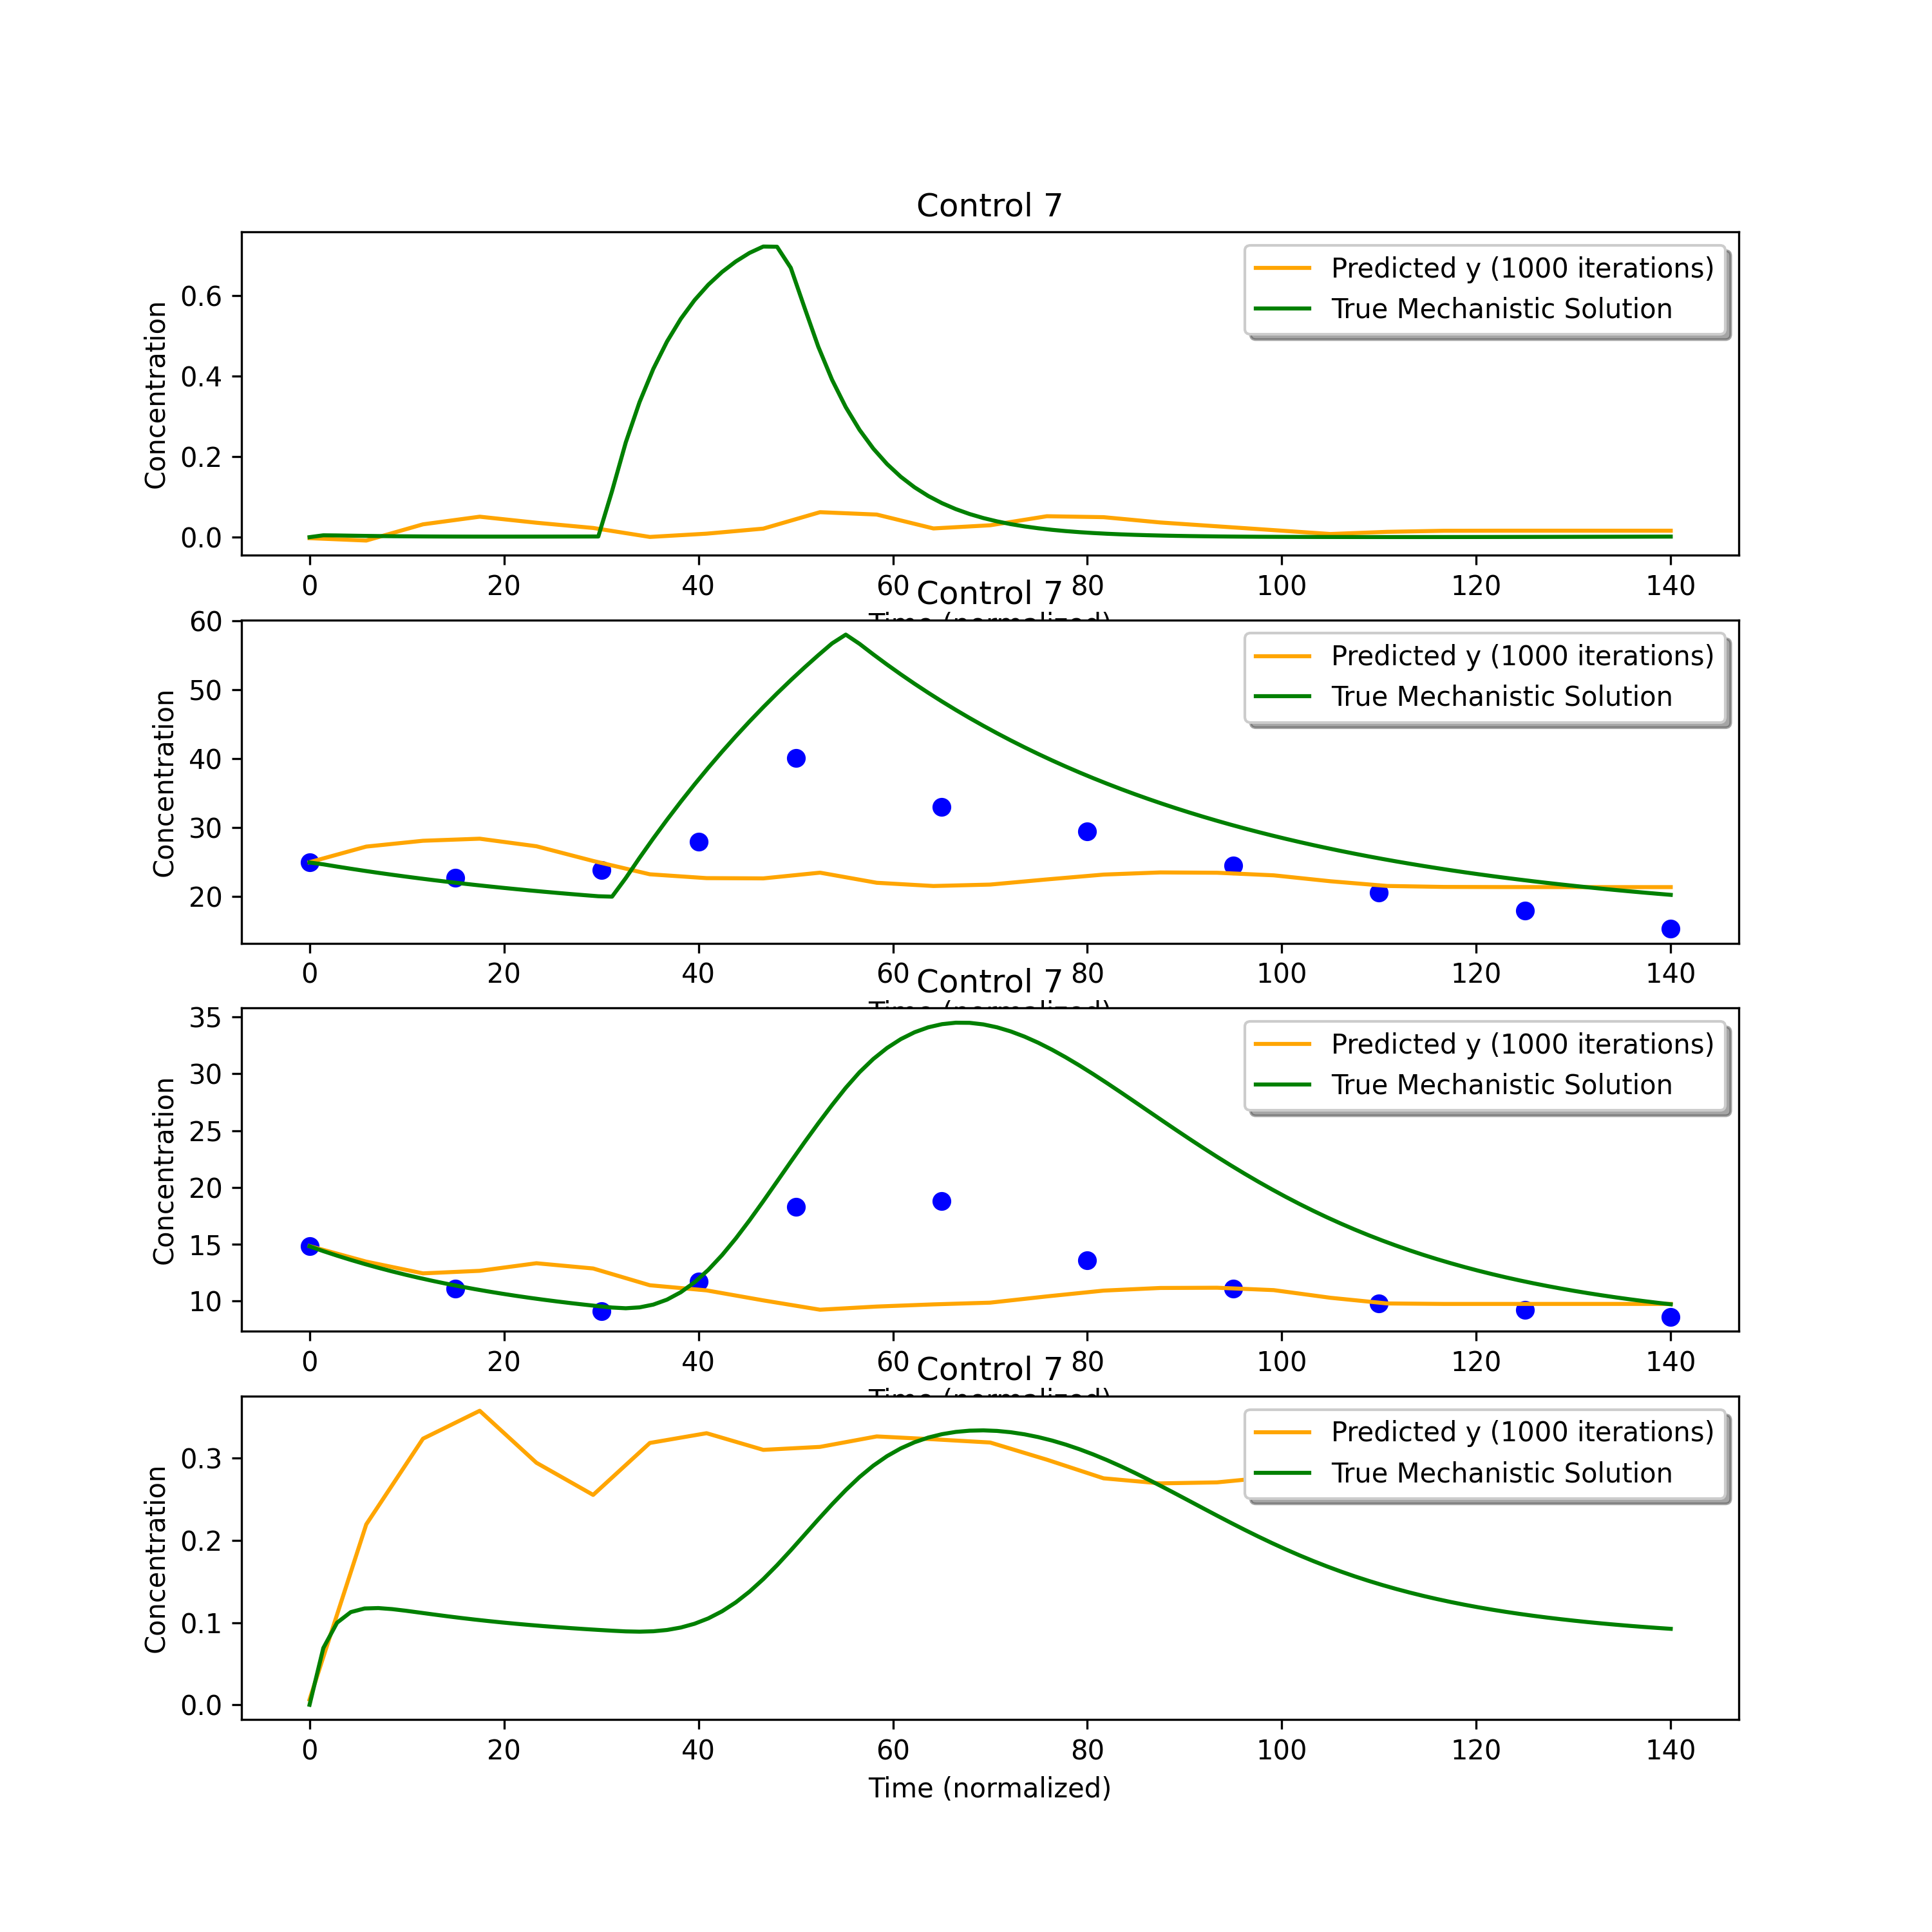 Control 7
Concentration
0.6
0.4
0.2
0.0
Predicted y (1000 iterations)
True Mechanistic Solution
0 20 40 60 80 100 120 140
Control 7
Concentration
60
50
40
30
20
Predicted y (1000 iterations)
True Mechanistic Solution
0 20 40 60 80 100 120 140
Control 7
Concentration
35
30
25
20
15
10
Predicted y (1000 iterations)
True Mechanistic Solution
0 20 40 60 80 100 120 140
Control 7
Concentration
0.3
0.2
0.1
0.0
Predicted y (1000 iterations)
True Mechanistic Solution
0 20 40 60 80 100 120 140
Time (normalized)